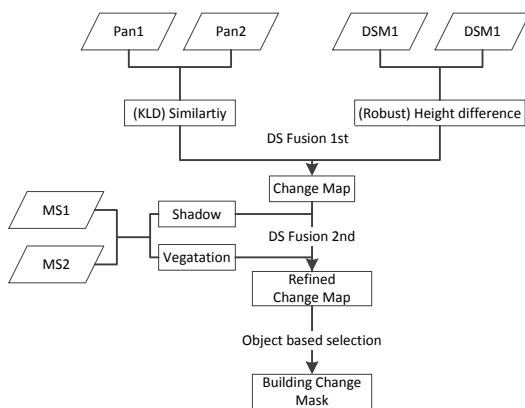 Pan1
Pan2
DSM1
DSM1
(KLD) Similartiy
(Robust) Height difference
DS Fusion 1st
Change Map
MS1
Shadow
DS Fusion 2nd
MS2
Vegatation
Refined
Change Map
Object based selection
Building Change
Mask